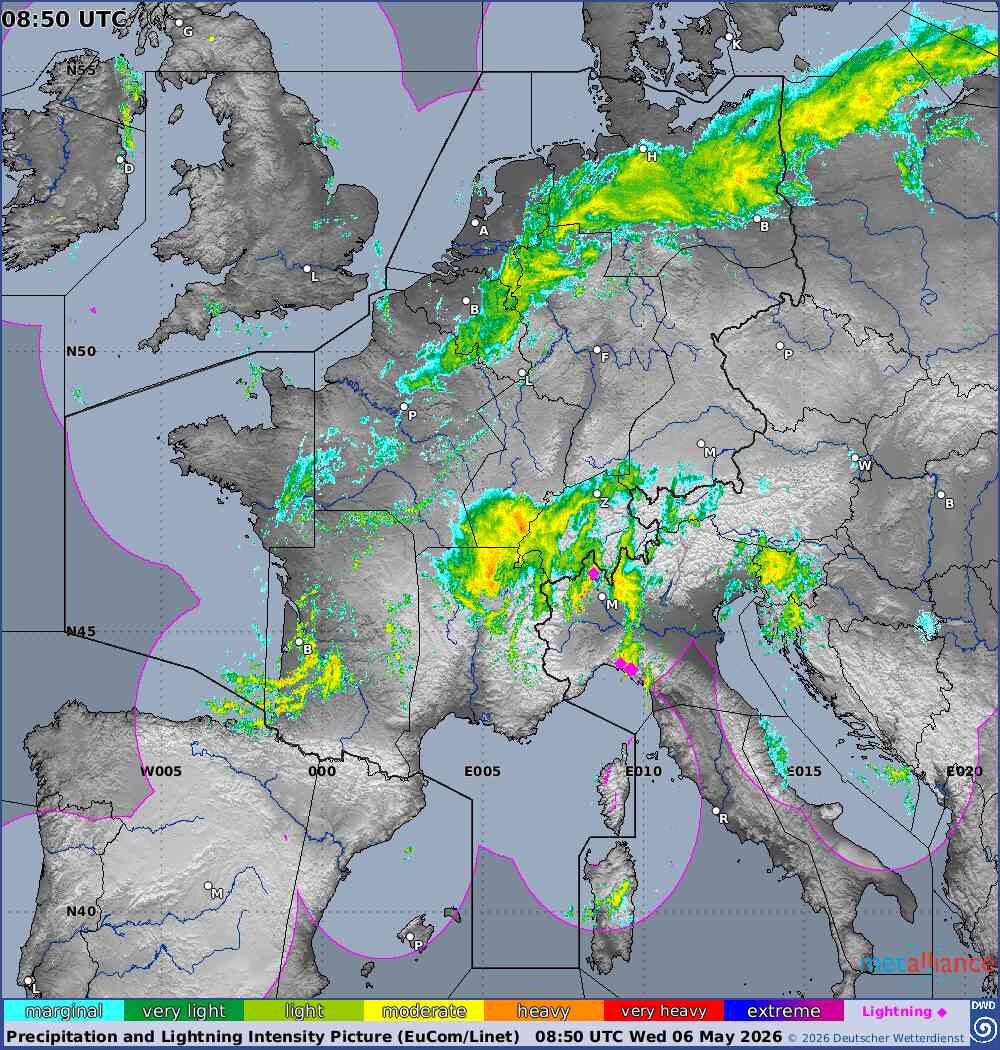 08:50 UTC
G
K
N55
D
H
A
B
L
B
N50
F
P
L
P
M
W
Z
B
M
N45
B
W005
000
E005
E010
E015
E020
R
M
N40
P
L
metalliance
marginal very light light moderate heavy very heavy extreme Lightning
DWD
Precipitation and Lightning Intensity Picture (EuCom/Linet) 08:50 UTC Wed 06 May 2026 © 2026 Deutscher Wetterdienst